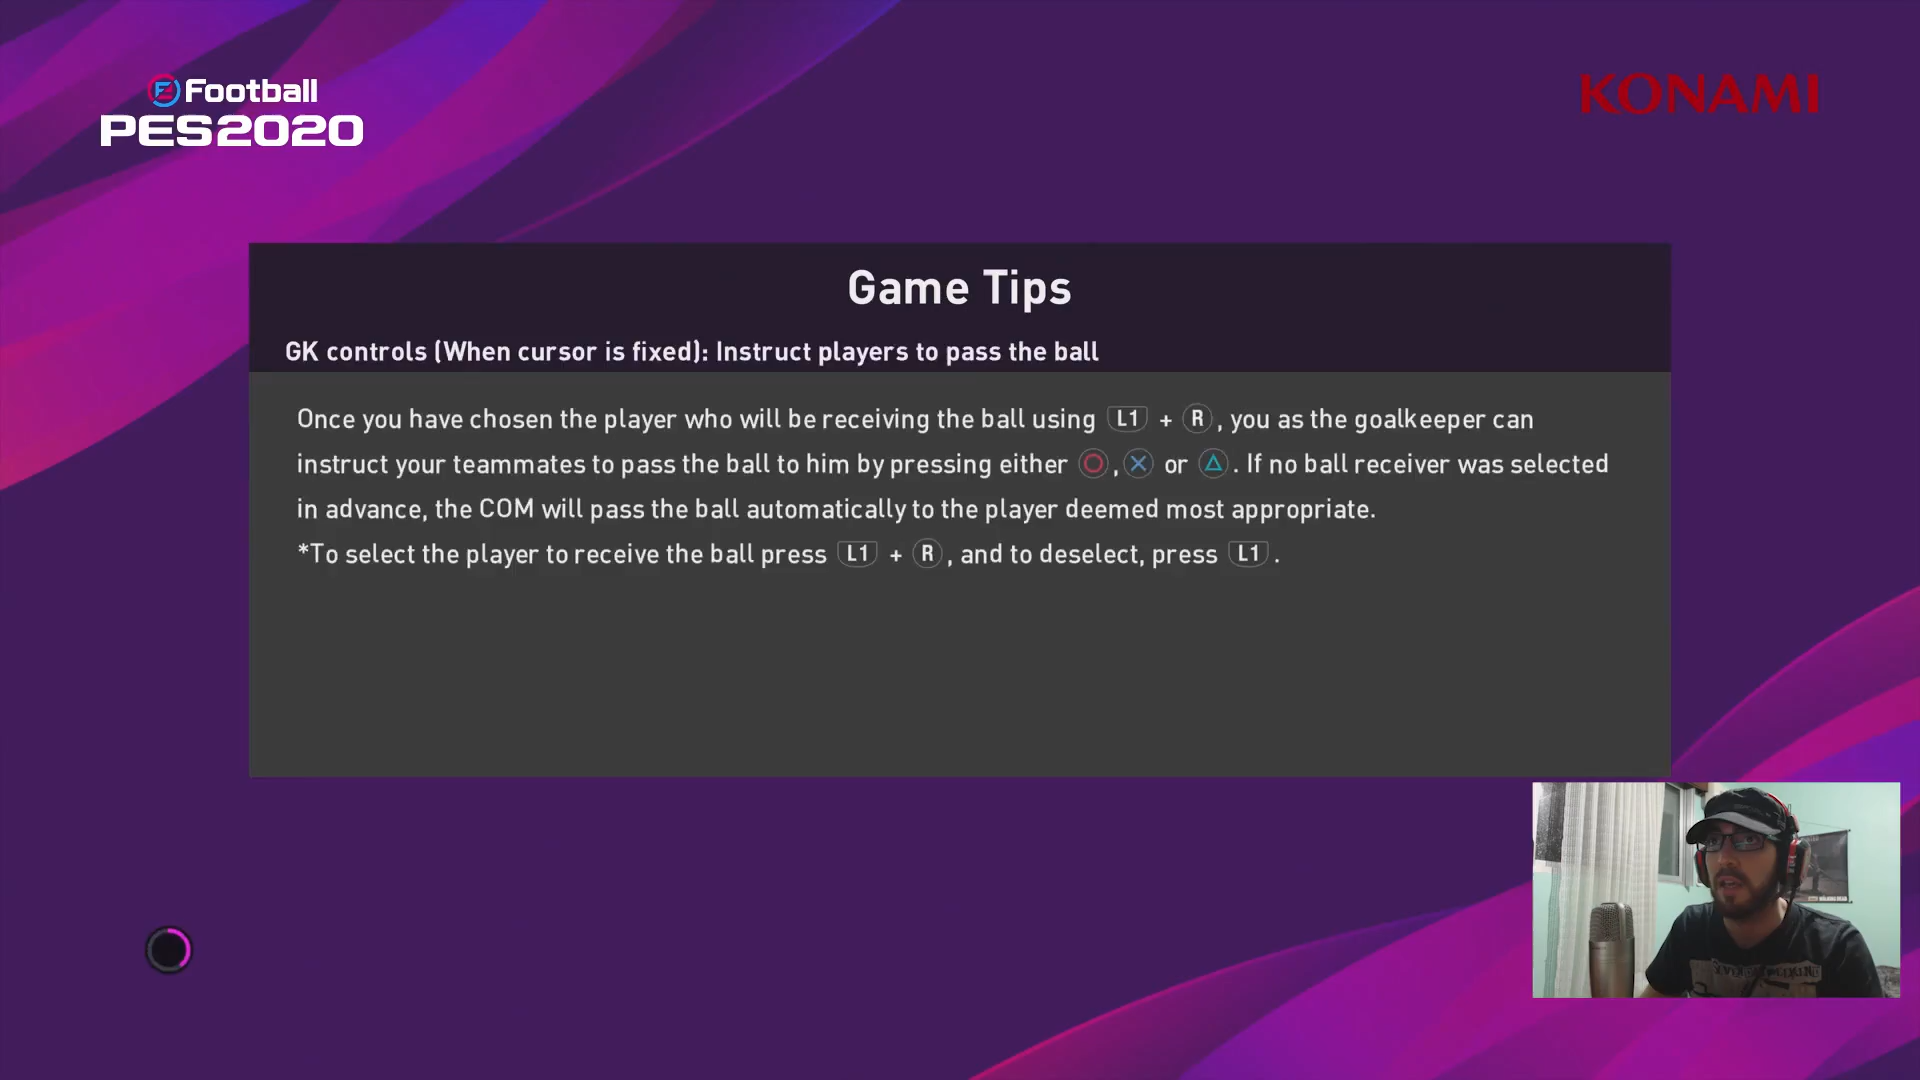 eFootball
PES2020
KONAMI
Game Tips
GK controls (When cursor is fixed): Instruct players to pass the ball
Once you have chosen the player who will be receiving the ball using L1 + R, you as the goalkeeper can
instruct your teammates to pass the ball to him by pressing either ○, ✕ or △. If no ball receiver was selected
in advance, the COM will pass the ball automatically to the player deemed most appropriate.
*To select the player to receive the ball press L1 + R, and to deselect, press L1.